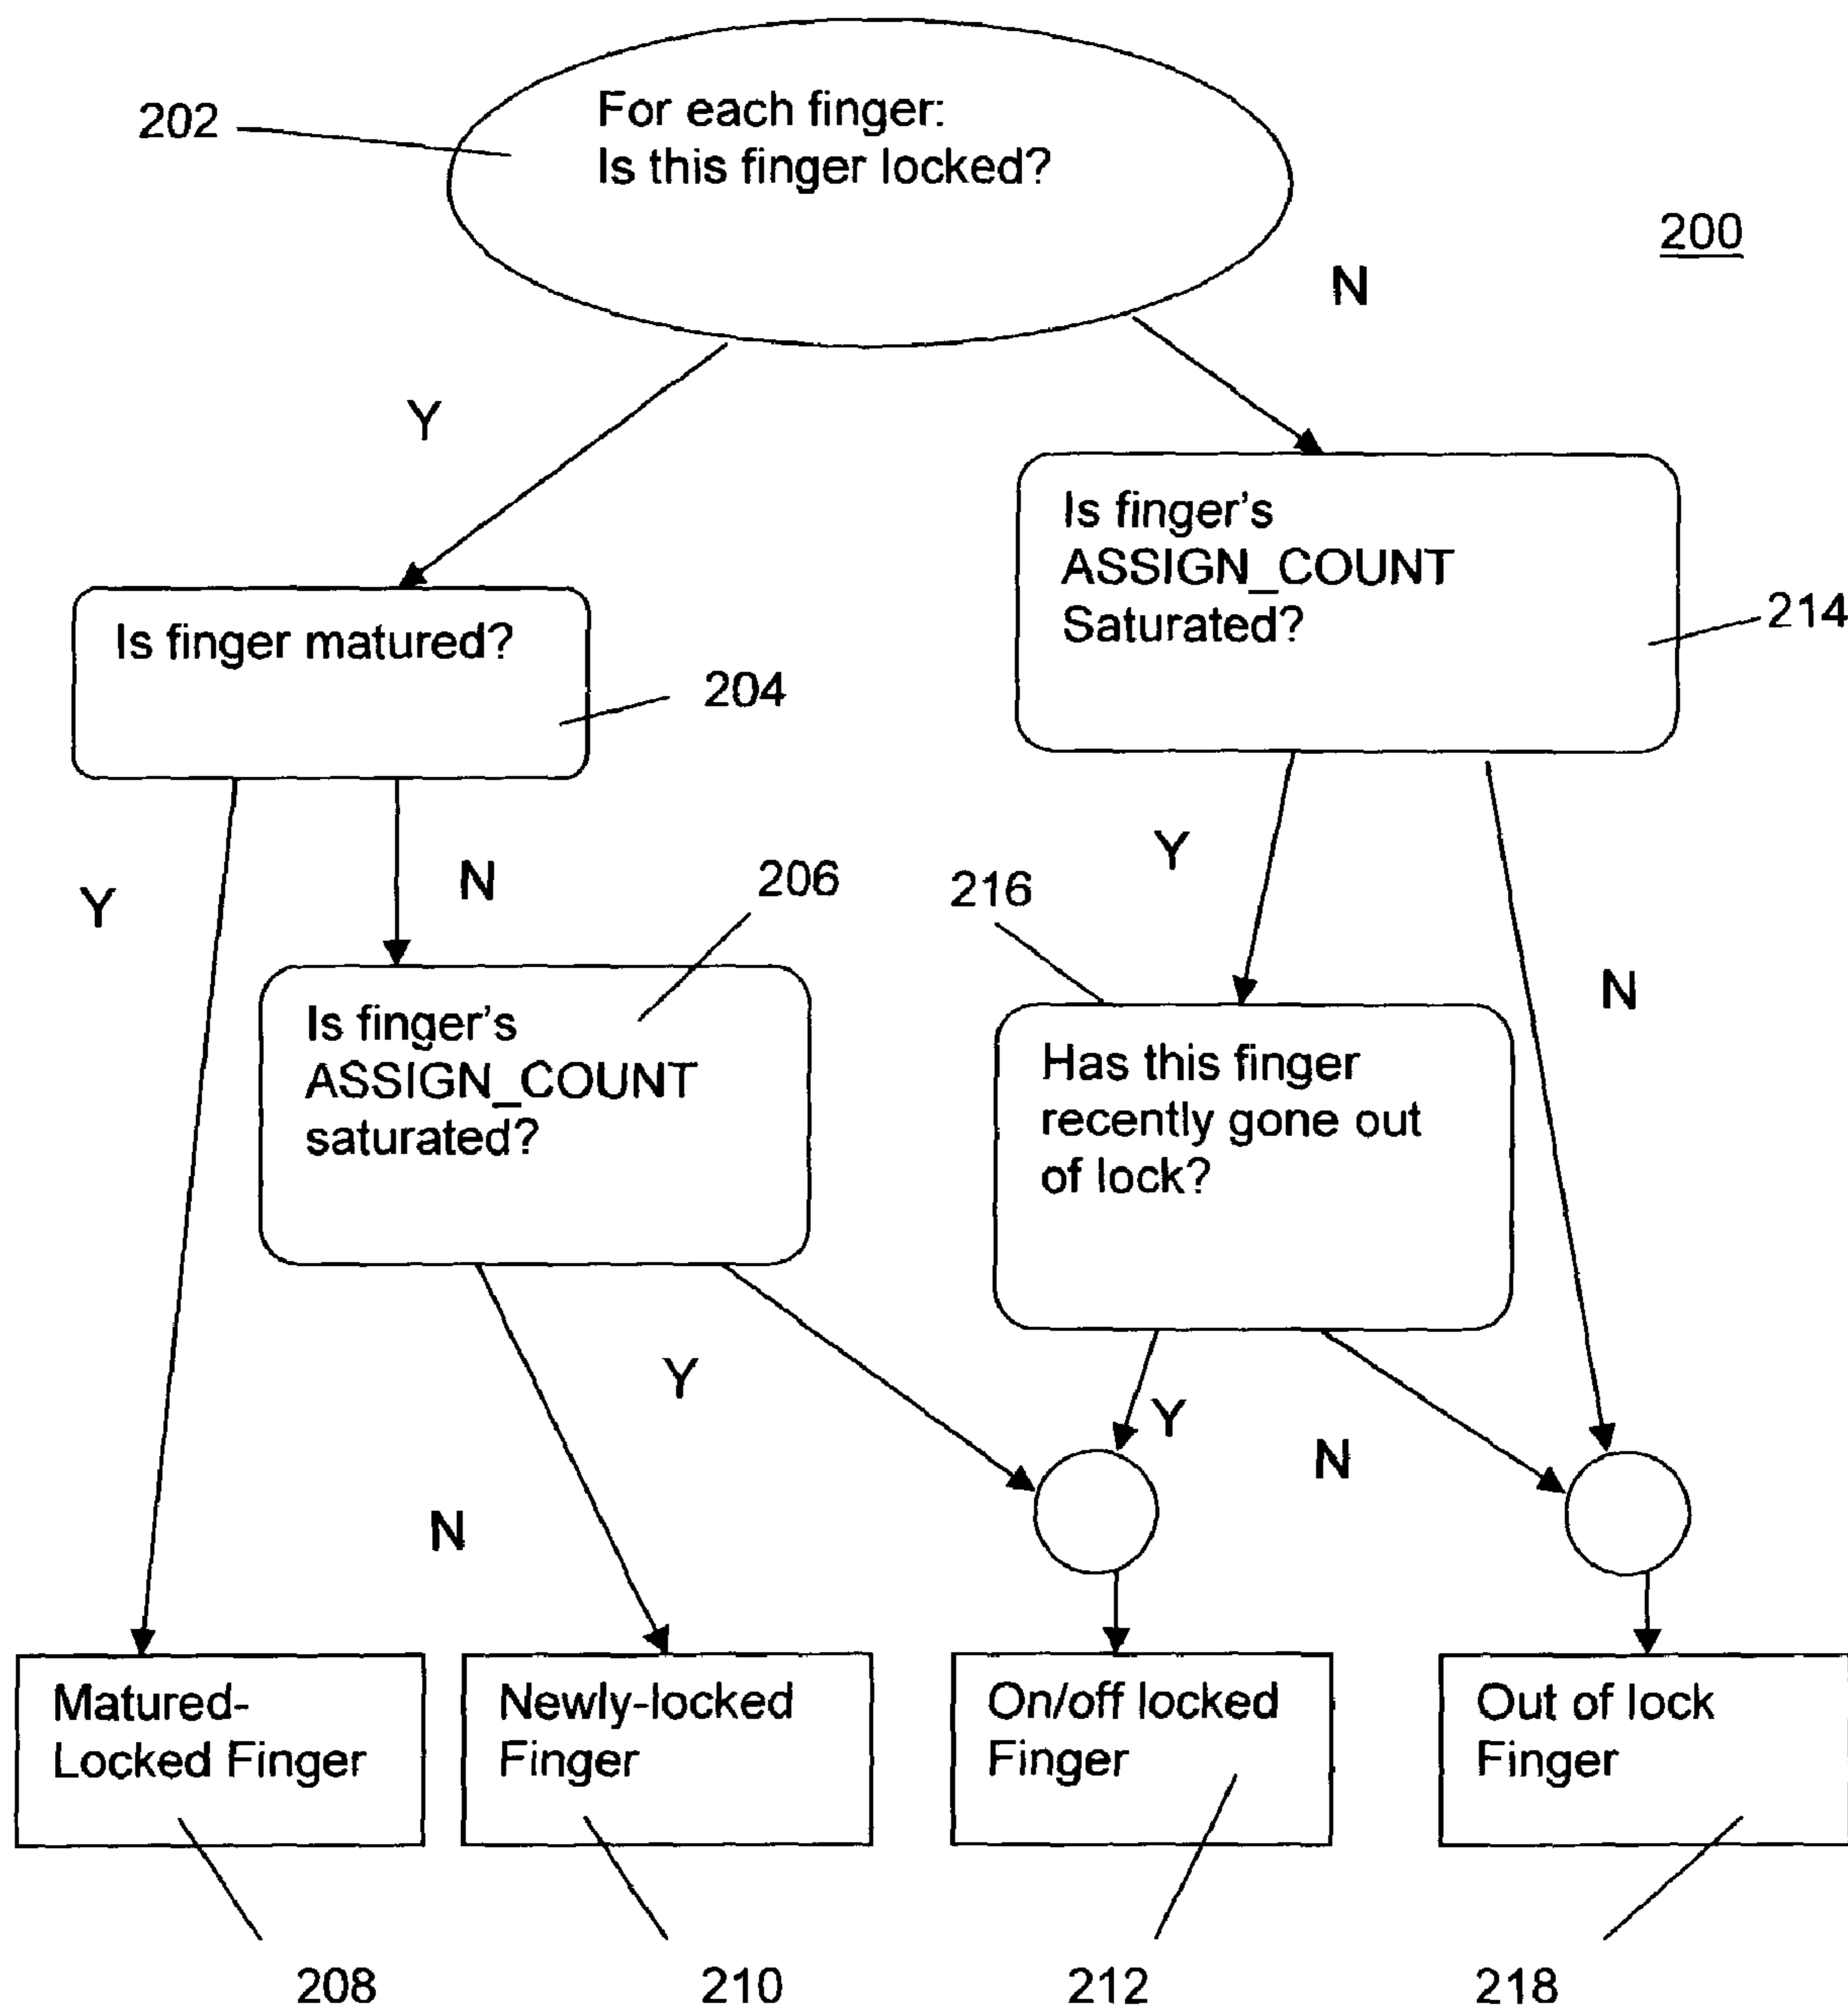 For each finger:
Is this finger locked?
202
200
N
Y
Is finger's
ASSIGN_COUNT
Saturated?
214
Is finger matured?
204
Y
N
206
Y
216
N
Is finger's
ASSIGN_COUNT
saturated?
Has this finger
recently gone out
of lock?
Y
Y
N
N
Matured-
Locked Finger
Newly-locked
Finger
On/off locked
Finger
Out of lock
Finger
208
210
212
218